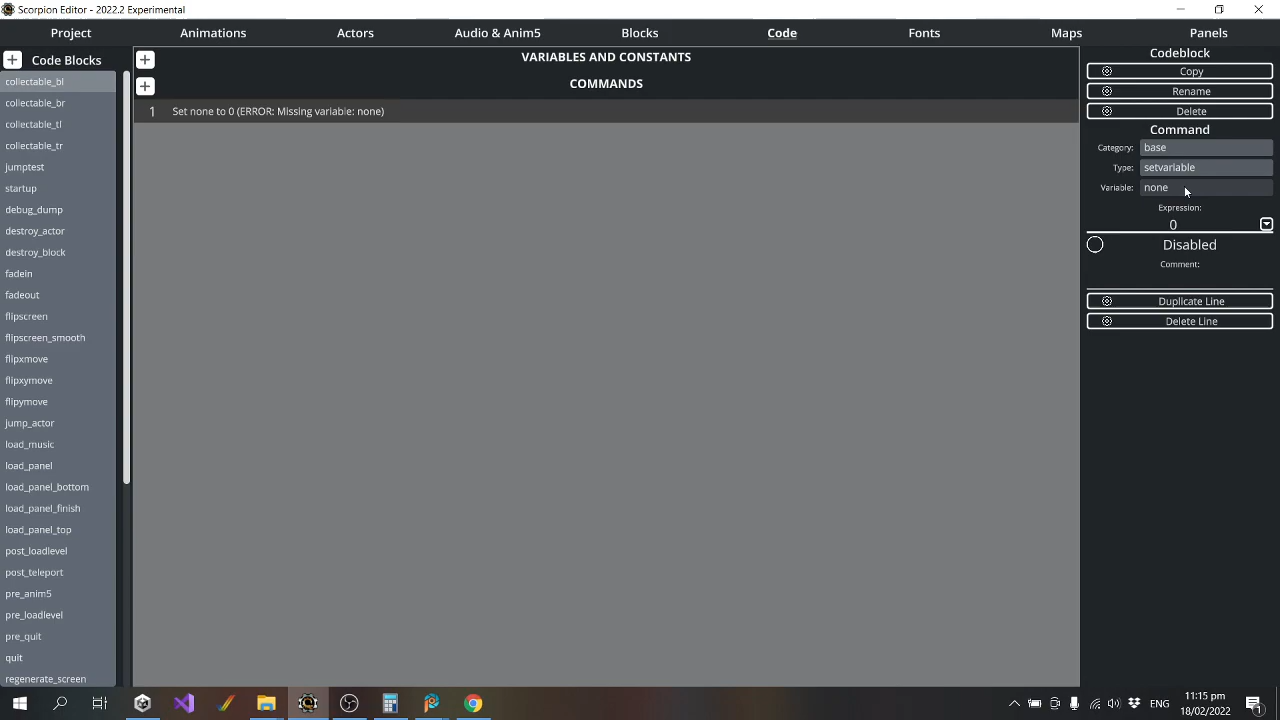 Scorpion Editor - 2022.2 Experimental
Project Animations Actors Audio & Anim5 Blocks Code Fonts Maps Panels
Code Blocks
collectable_bl
collectable_br
collectable_tl
collectable_tr
jumptest
startup
debug_dump
destroy_actor
destroy_block
fadein
fadeout
flipscreen
flipscreen_smooth
flipxmove
flipxymove
flipymove
jump_actor
load_music
load_panel
load_panel_bottom
load_panel_finish
load_panel_top
post_loadlevel
post_teleport
pre_anim5
pre_loadlevel
pre_quit
quit
regenerate_screen
VARIABLES AND CONSTANTS
COMMANDS
1 Set none to 0 (ERROR: Missing variable: none)
Codeblock
Copy
Rename
Delete
Command
Category: base
Type: setvariable
Variable: none
Expression:
0
Disabled
Comment:
Duplicate Line
Delete Line
ENG
11:15 pm
18/02/2022
1